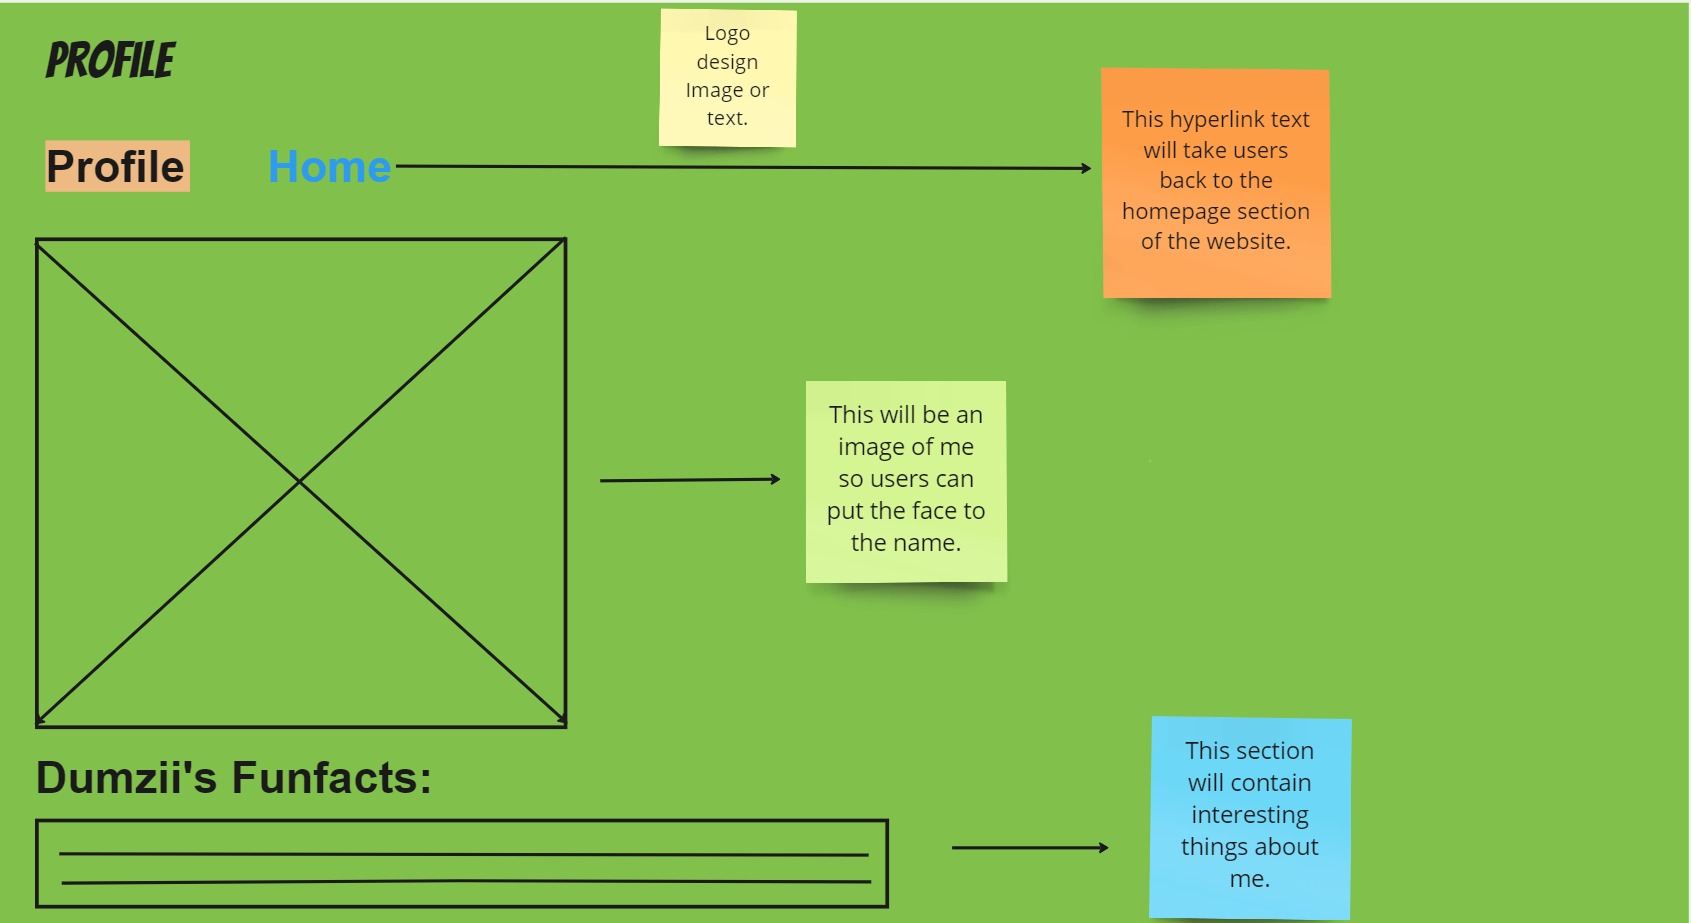 PROFILE
Logo
design
Image or
text.
Profile
Home
This hyperlink text
will take users
back to the
homepage section
of the website.
This will be an
image of me
so users can
put the face to
the name.
Dumzii's Funfacts:
This section
will contain
interesting
things about
me.